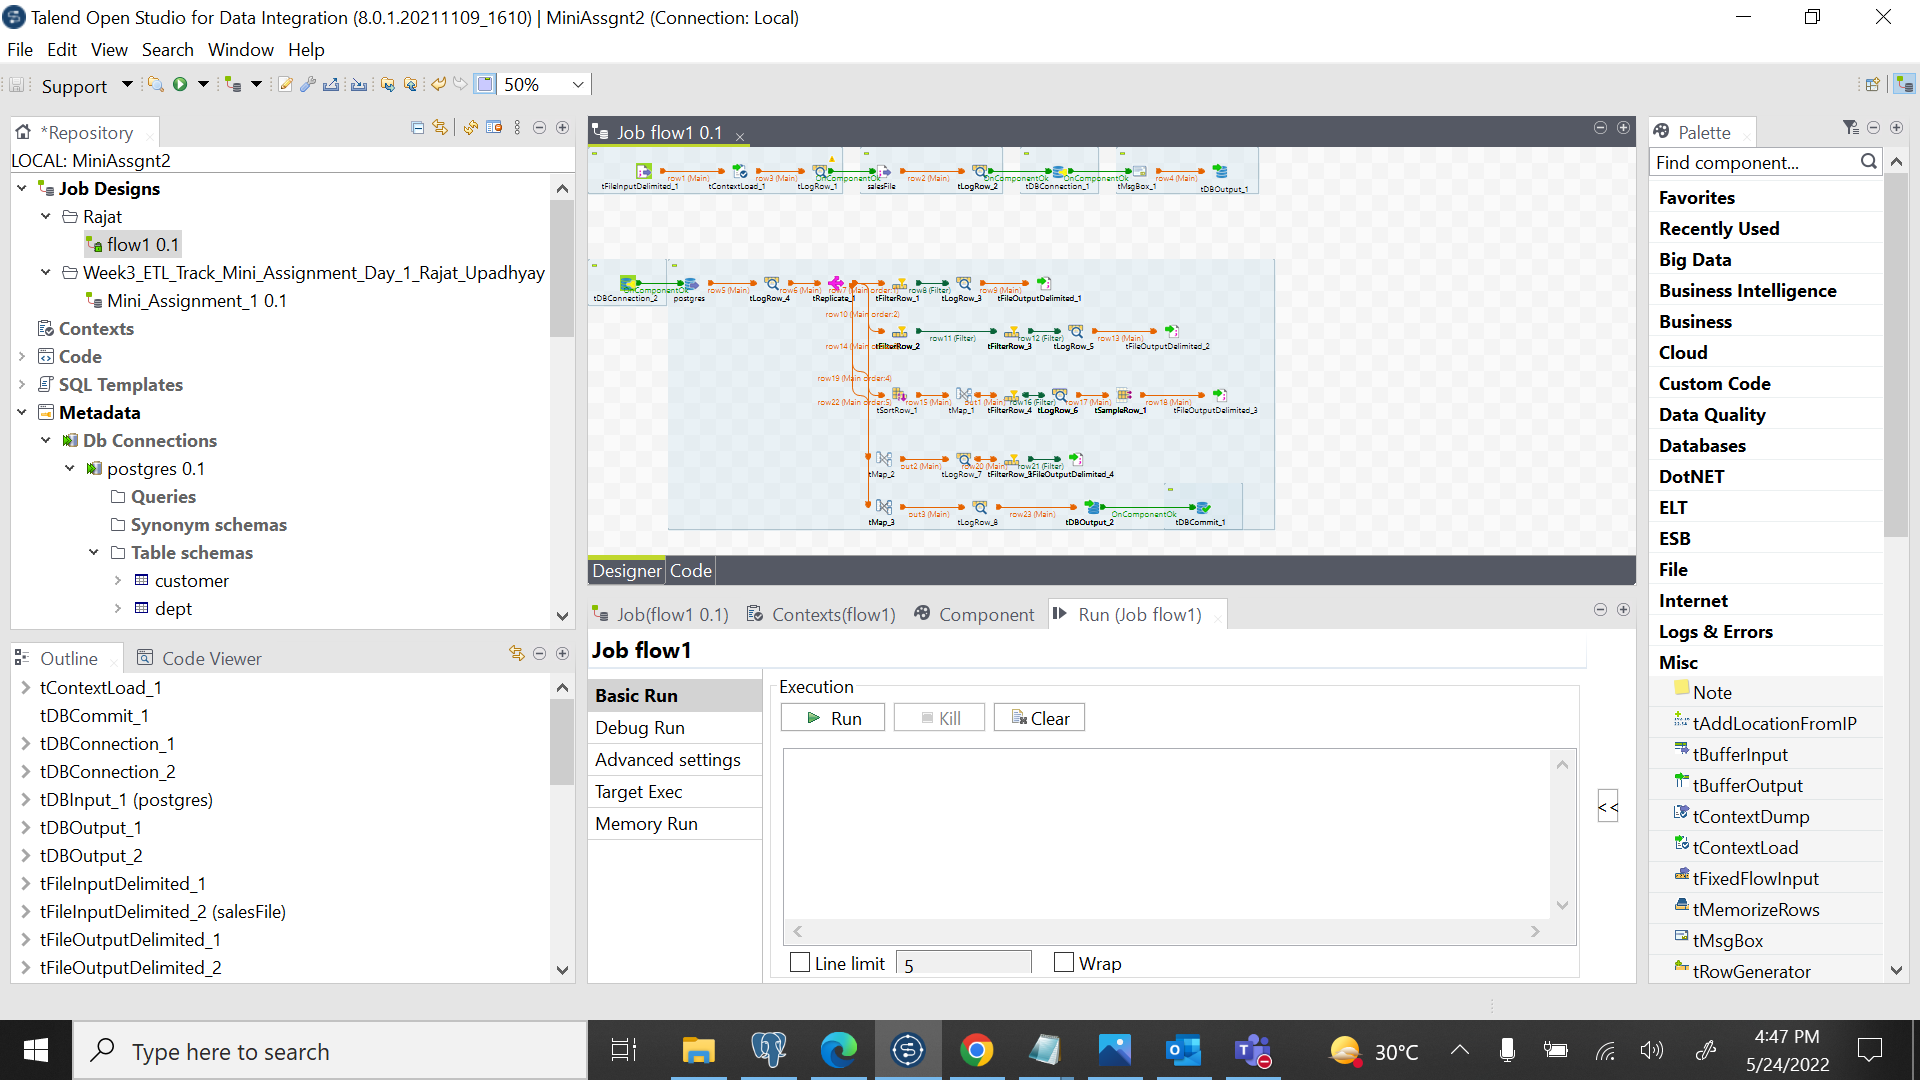 Talend Open Studio for Data Integration (8.0.1.20211109_1610) | MiniAssgnt2 (Connection: Local)
File Edit View Search Window Help
Support 50%
*Repository
LOCAL: MiniAssgnt2
Job Designs
Rajat
flow1 0.1
Week3_ETL_Track_Mini_Assignment_Day_1_Rajat_Upadhyay
Mini_Assignment_1 0.1
Contexts
Code
SQL Templates
Metadata
Db Connections
postgres 0.1
Queries
Synonym schemas
Table schemas
customer
dept
Outline Code Viewer
tContextLoad_1
tDBCommit_1
tDBConnection_1
tDBConnection_2
tDBInput_1 (postgres)
tDBOutput_1
tDBOutput_2
tFileInputDelimited_1
tFileInputDelimited_2 (salesFile)
tFileOutputDelimited_1
tFileOutputDelimited_2
Job flow1 0.1
row1 (Main) row3 (Main) OnComponentOk row2 (Main) OnComponentOk OnComponentOk row4 (Main)
tFileInputDelimited_1 tContextLoad_1 tLogRow_1 salesFile tLogRow_2 tDBConnection_1 tMsgBox_1 tDBOutput_1
OnComponentOk row5 (Main) row6 (Main) row7 (Main order:1) row8 (Filter) row9 (Main)
tDBConnection_2 postgres tLogRow_4 tReplicate_1 tFilterRow_1 tLogRow_3 tFileOutputDelimited_1
row10 (Main order:2)
row11 (Filter) row12 (Filter) row13 (Main)
row14 (Main tFilterRow_2 tFilterRow_3 tLogRow_5 tFileOutputDelimited_2
row19 (Main order:4)
row22 (Main order:5) row15 (Main) out1 (Main) row16 (Filter) row17 (Main) row18 (Main)
tSortRow_1 tMap_1 tFilterRow_4 tLogRow_6 tSampleRow_1 tFileOutputDelimited_3
out2 (Main) row20 (Main) row21 (Filter)
tMap_2 tLogRow_7 tFilterRow_5 tFileOutputDelimited_4
out3 (Main) row23 (Main) OnComponentOk
tMap_3 tLogRow_8 tDBOutput_2 tDBCommit_1
Designer Code
Job(flow1 0.1) Contexts(flow1) Component Run (Job flow1)
Job flow1
Basic Run
Debug Run
Advanced settings
Target Exec
Memory Run
Execution
Run Kill Clear
<<
Line limit 5 Wrap
Palette
Find component...
Favorites
Recently Used
Big Data
Business Intelligence
Business
Cloud
Custom Code
Data Quality
Databases
DotNET
ELT
ESB
File
Internet
Logs & Errors
Misc
Note
tAddLocationFromIP
tBufferInput
tBufferOutput
tContextDump
tContextLoad
tFixedFlowInput
tMemorizeRows
tMsgBox
tRowGenerator
Type here to search
30°C
4:47 PM
5/24/2022